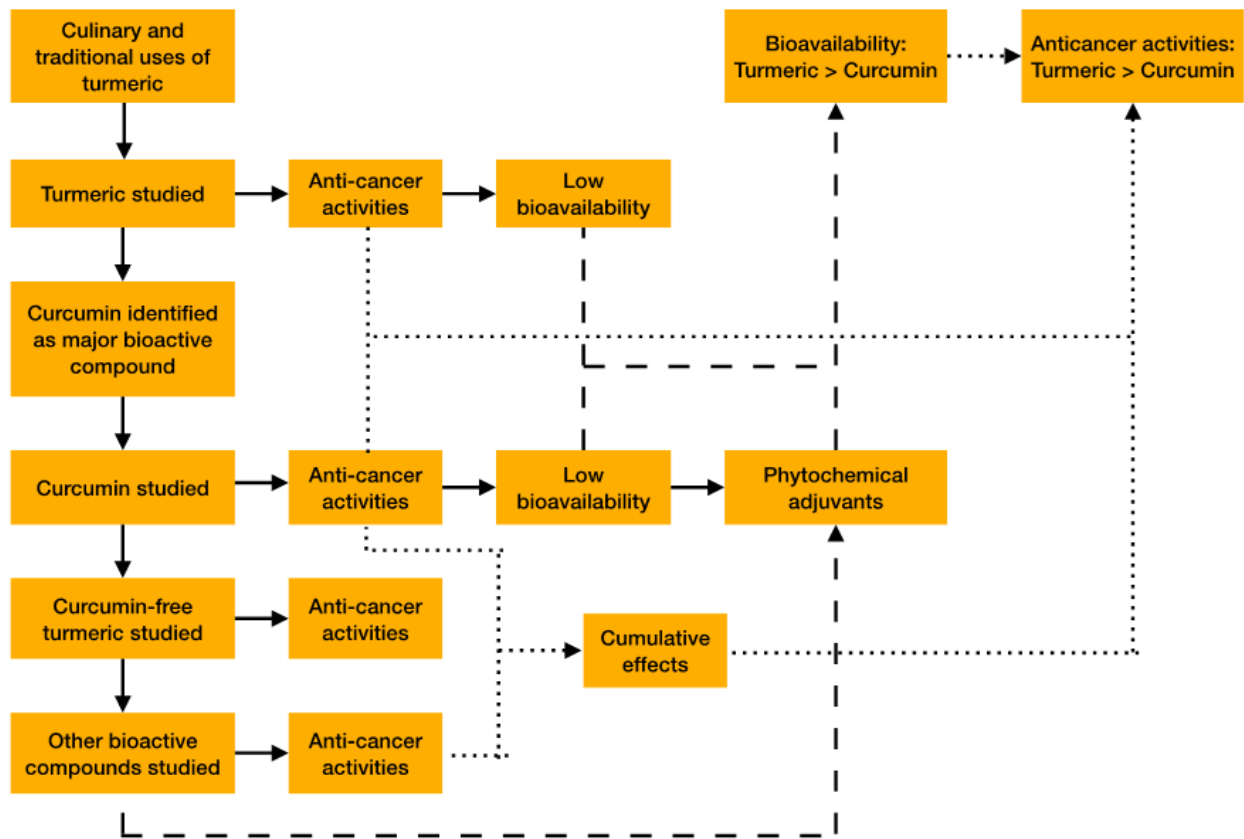 Culinary and
traditional uses of
turmeric
Bioavailability:
Turmeric > Curcumin
Anticancer activities:
Turmeric > Curcumin
Turmeric studied
Anti-cancer
activities
Low
bioavailability
Curcumin identified
as major bioactive
compound
Curcumin studied
Anti-cancer
activities
Low
bioavailability
Phytochemical
adjuvants
Curcumin-free
turmeric studied
Anti-cancer
activities
Cumulative
effects
Other bioactive
compounds studied
Anti-cancer
activities